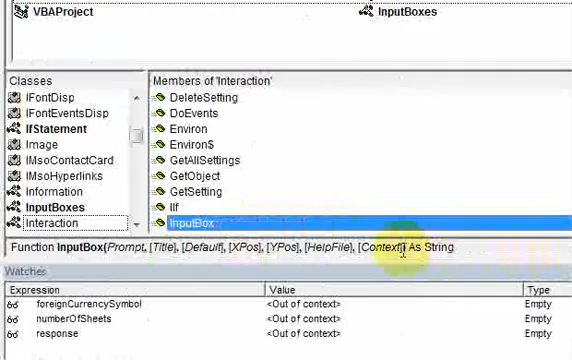 VBAProject InputBoxes
Classes Members of 'Interaction'
IFontDisp DeleteSetting
IFontEventsDisp DoEvents
IfStatement Environ
Image Environ$
IMsoContactCard GetAllSettings
IMsoHyperlinks GetObject
Information GetSetting
InputBoxes IIf
Interaction InputBox
Function InputBox(Prompt, [Title], [Default], [XPos], [YPos], [HelpFile], [Context]) As String
Watches
Expression Value Type
foreignCurrencySymbol <Out of context> Empty
numberOfSheets <Out of context> Empty
response <Out of context> Empty